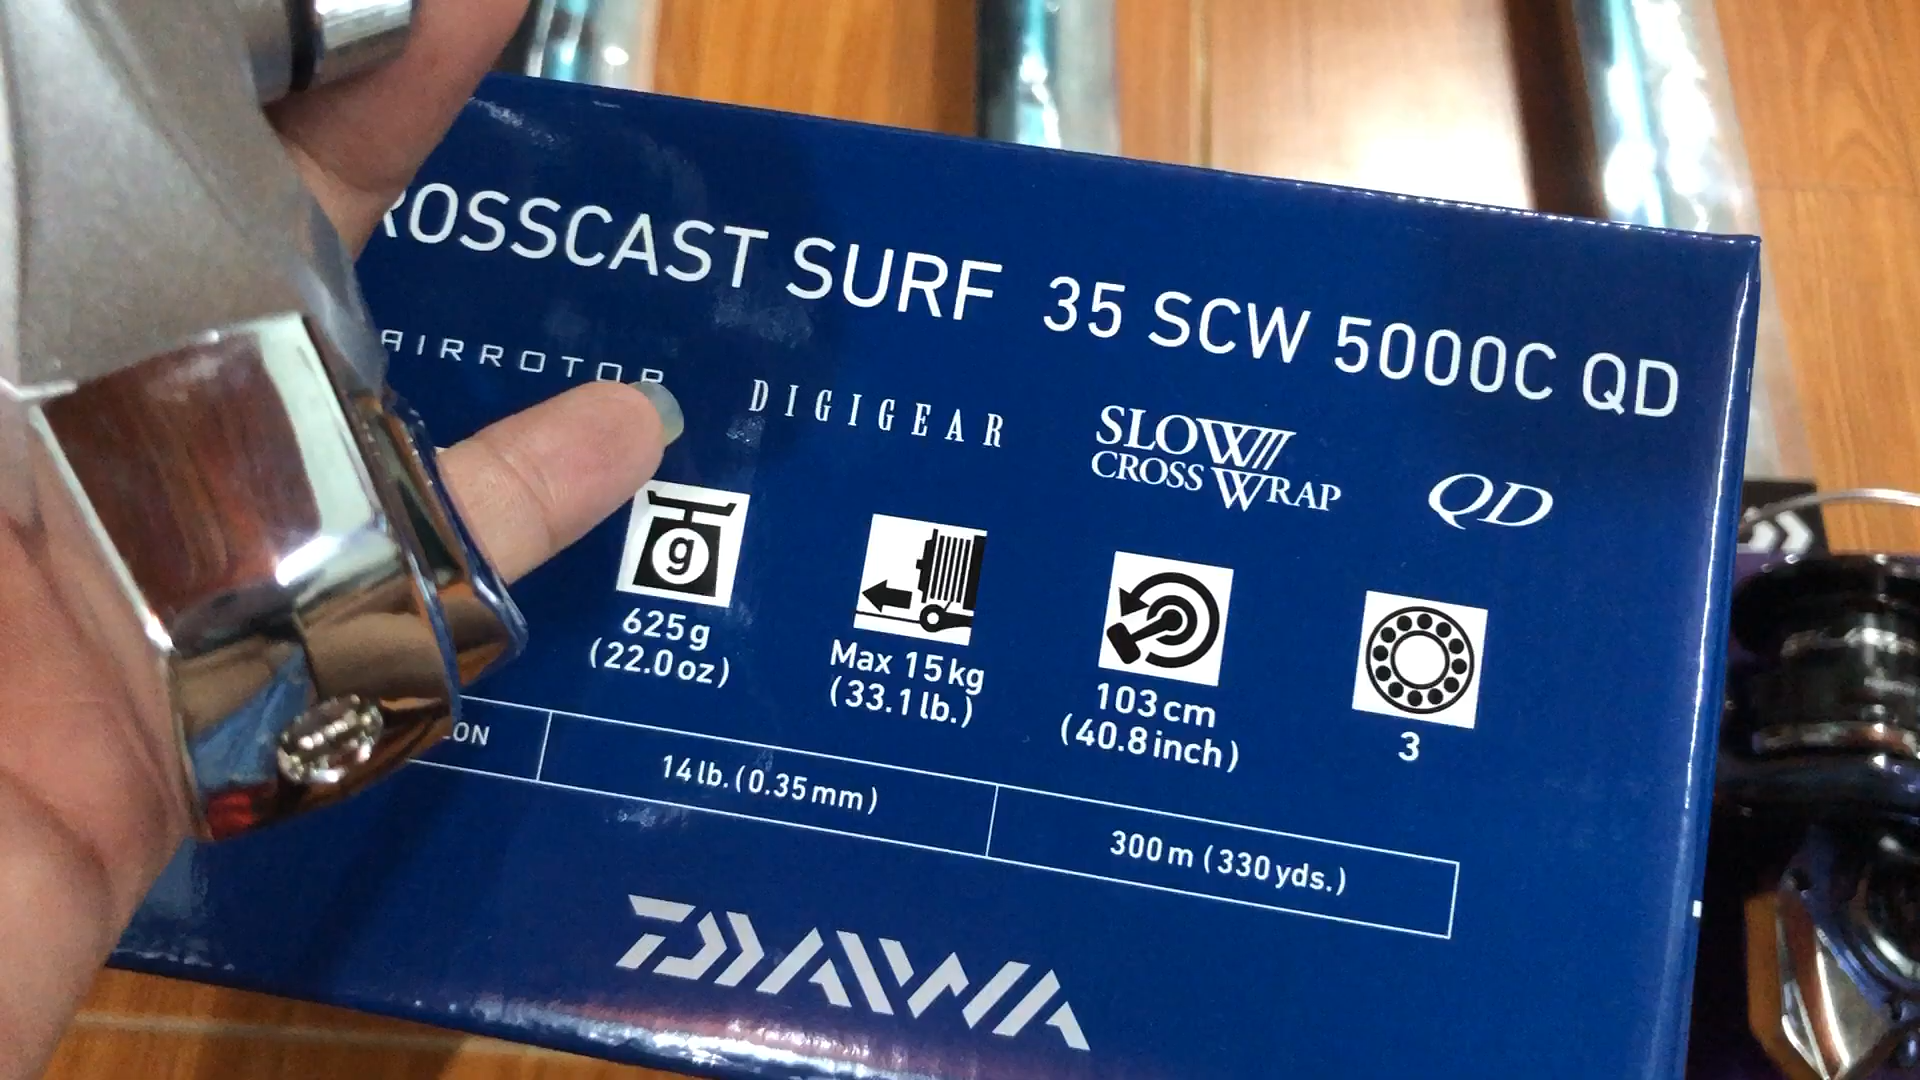 ROSSCAST SURF 35 SCW 5000C QD
AIRROTOR DIGIGEAR SLOW CROSS WRAP QD
g
625g
(22.0oz)
Max 15kg
(33.1lb.)
103cm
(40.8inch)
3
LON 14lb.(0.35mm) 300m (330yds.)
DAIWA